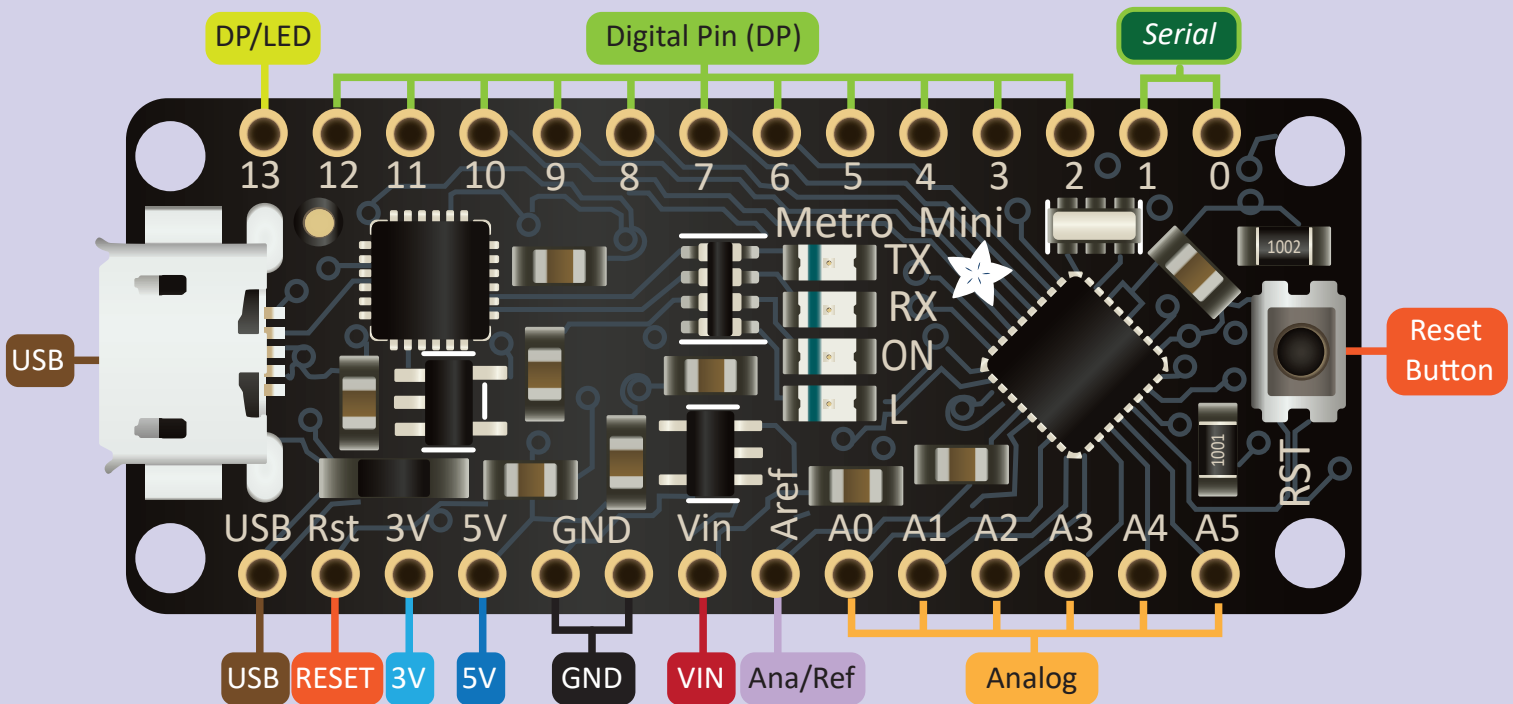 DP/LED Digital Pin (DP) Serial
13 12 11 10 9 8 7 6 5 4 3 2 1 0
Metro Mini
1002
TX
RX
ON
L
USB
Reset
Button
1001
RST
USB Rst 3V 5V GND Vin Aref A0 A1 A2 A3 A4 A5
USB RESET 3V 5V GND VIN Ana/Ref Analog